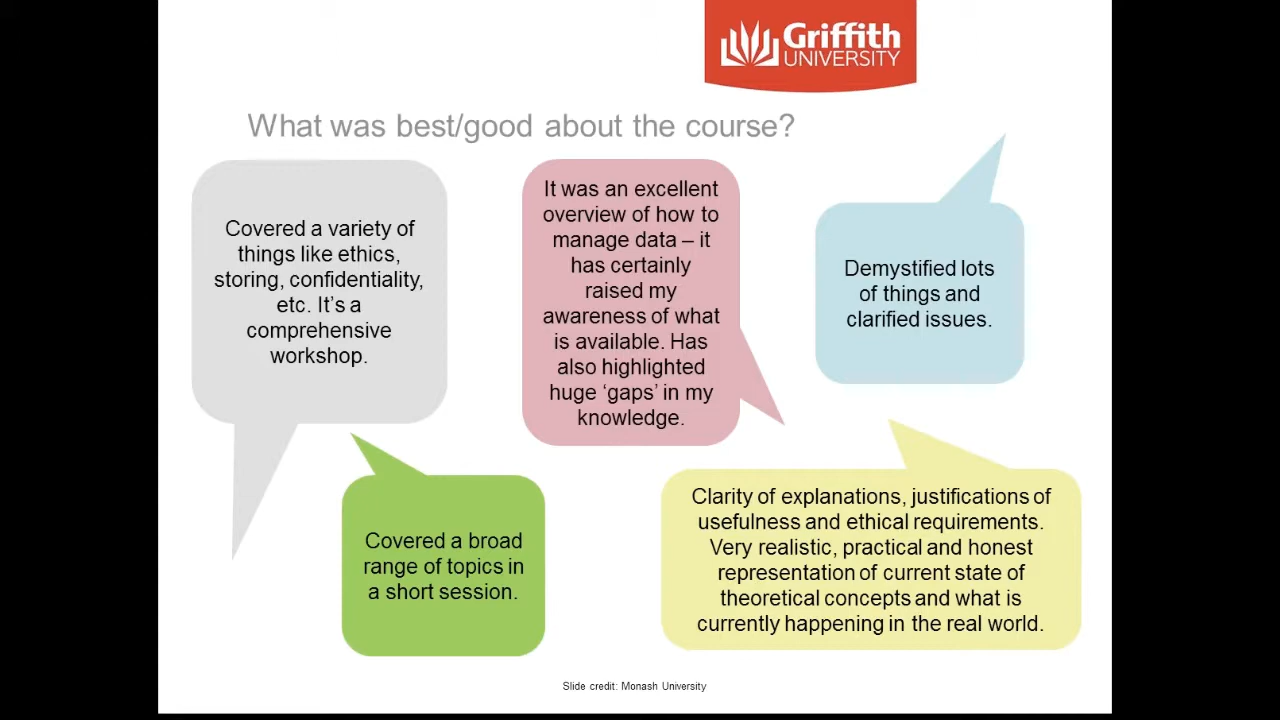 Griffith
UNIVERSITY
What was best/good about the course?
Covered a variety of
things like ethics,
storing, confidentiality,
etc. It’s a
comprehensive
workshop.
It was an excellent
overview of how to
manage data – it
has certainly
raised my
awareness of what
is available. Has
also highlighted
huge ‘gaps’ in my
knowledge.
Demystified lots
of things and
clarified issues.
Covered a broad
range of topics in
a short session.
Clarity of explanations, justifications of
usefulness and ethical requirements.
Very realistic, practical and honest
representation of current state of
theoretical concepts and what is
currently happening in the real world.
Slide credit: Monash University